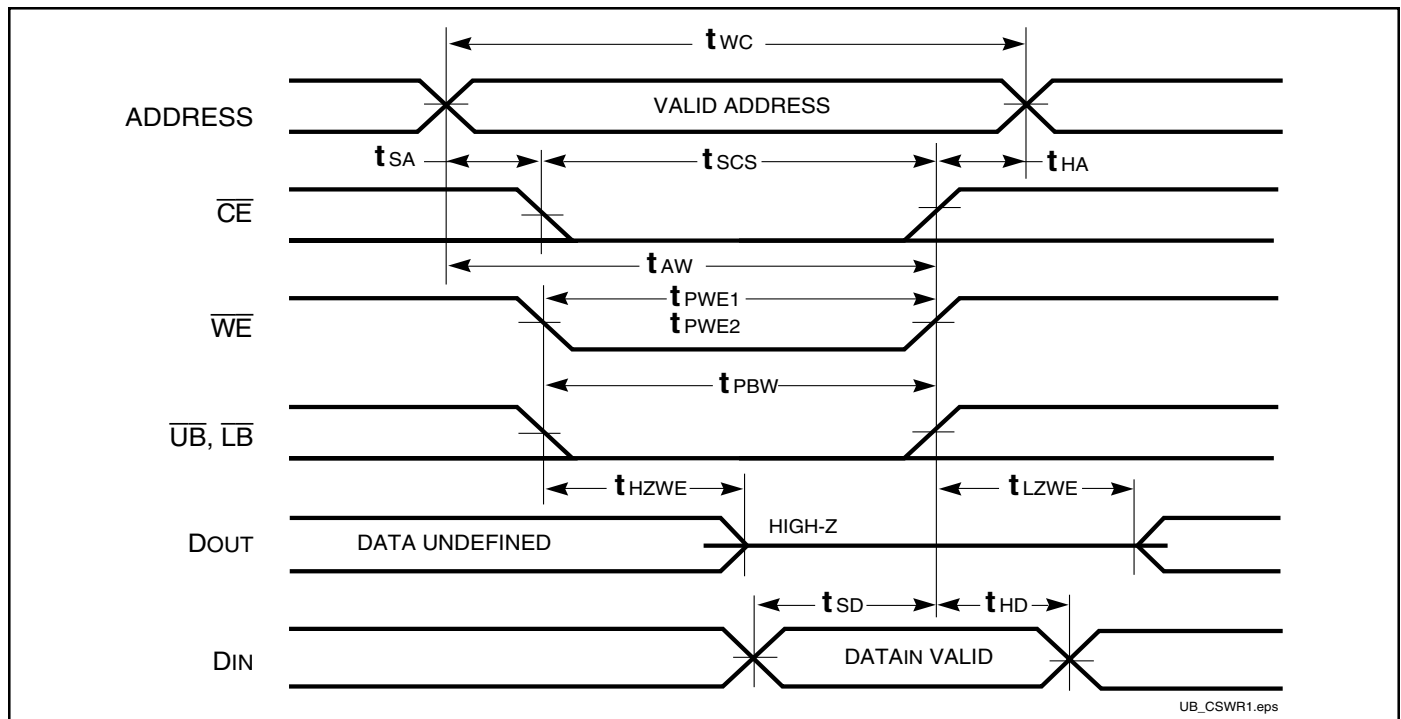 tWC
ADDRESS
VALID ADDRESS
tSA
tSCS
tHA
CE
tAW
tPWE1
WE
tPWE2
tPBW
UB, LB
tHZWE
tLZWE
HIGH-Z
DOUT
DATA UNDEFINED
tSD
tHD
DIN
DATAIN VALID
UB_CSWR1.eps